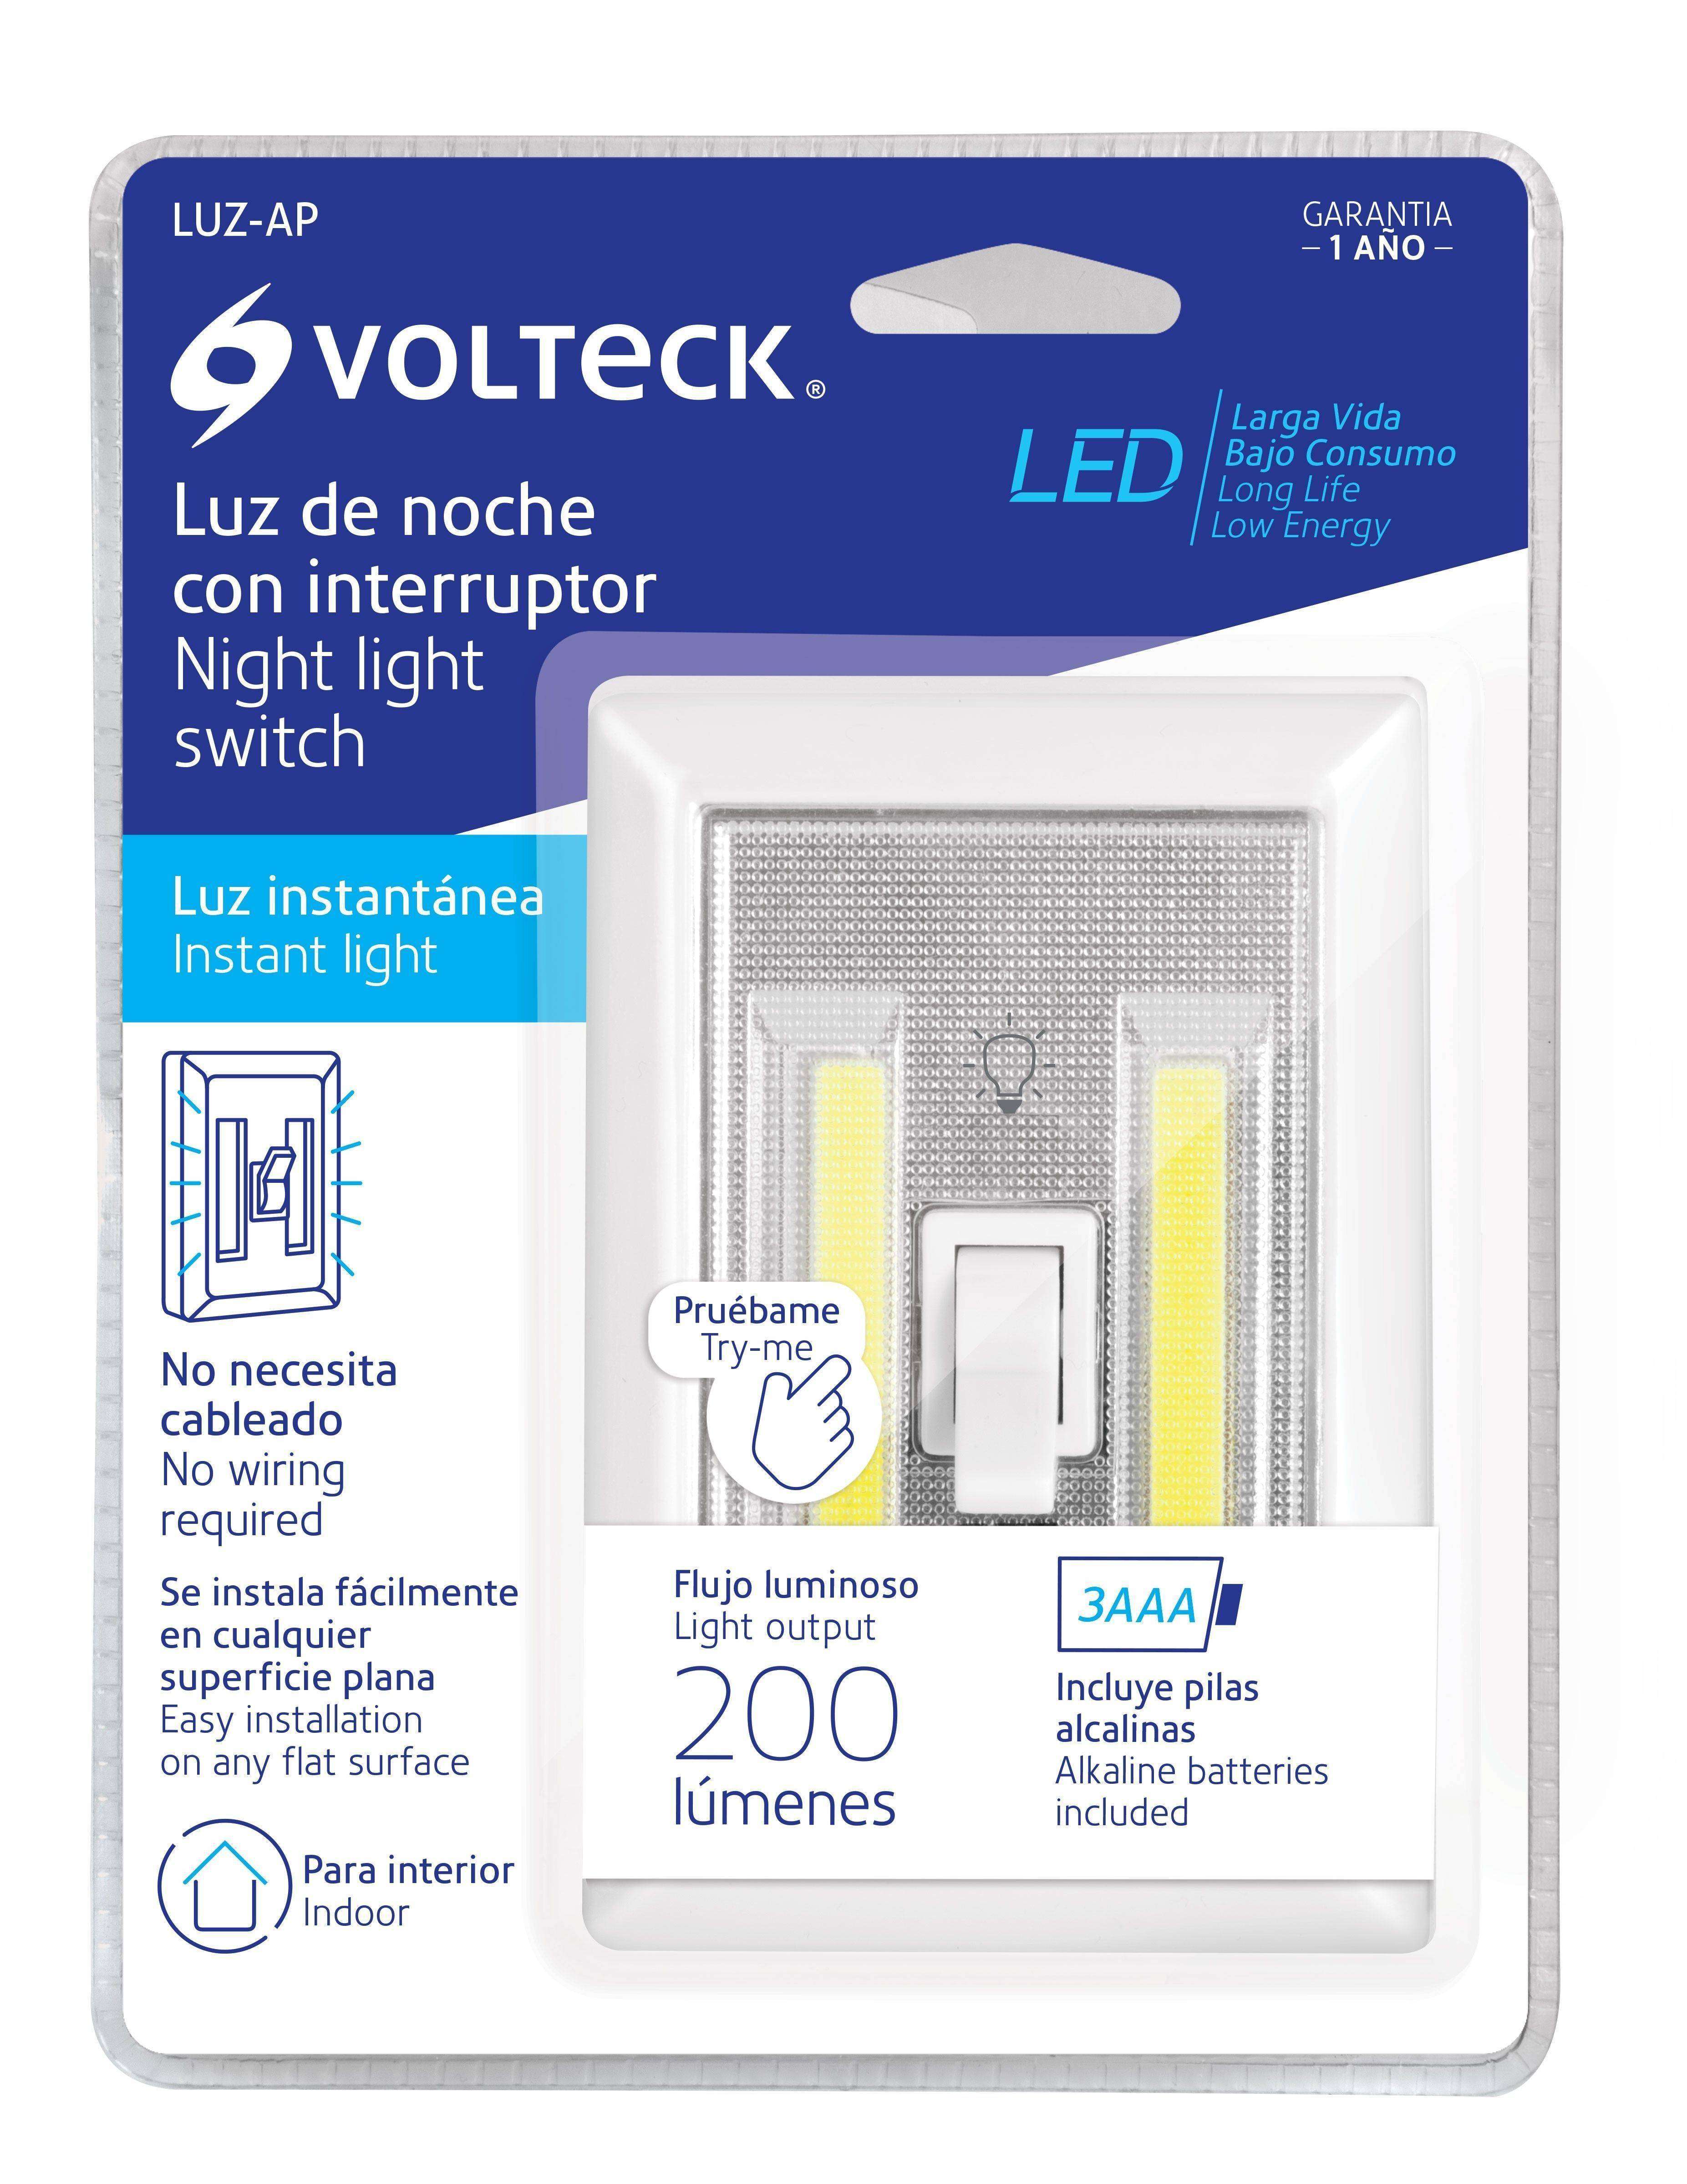 LUZ-AP
GARANTIA
– 1 AÑO –
VOLTECK®
LED
Larga Vida
Bajo Consumo
Long Life
Low Energy
Luz de noche
con interruptor
Night light
switch
Luz instantánea
Instant light
No necesita
cableado
No wiring
required
Se instala fácilmente
en cualquier
superficie plana
Easy installation
on any flat surface
Para interior
Indoor
Pruébame
Try-me
Flujo luminoso
Light output
200
lúmenes
3AAA
Incluye pilas
alcalinas
Alkaline batteries
included